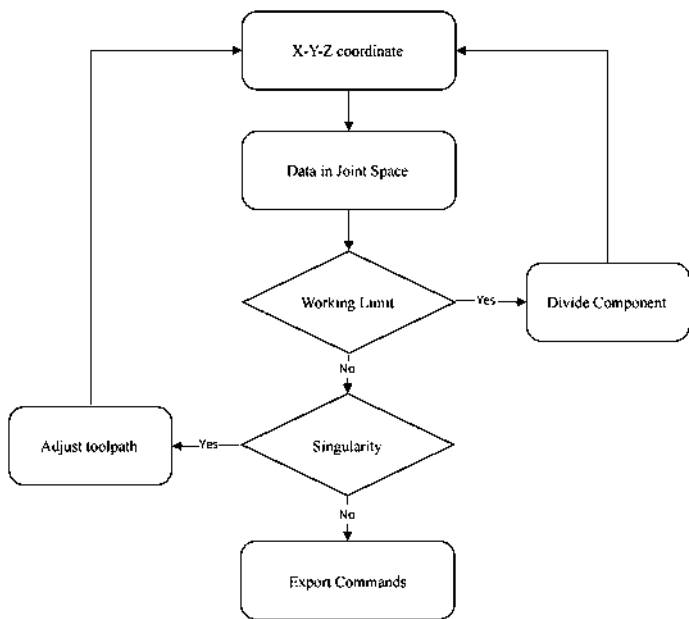 X-Y-Z coordinate
Data in Joint Space
Working Limit
Yes
Divide Component
No
Adjust toolpath
Yes
Singularity
No
Export Commands